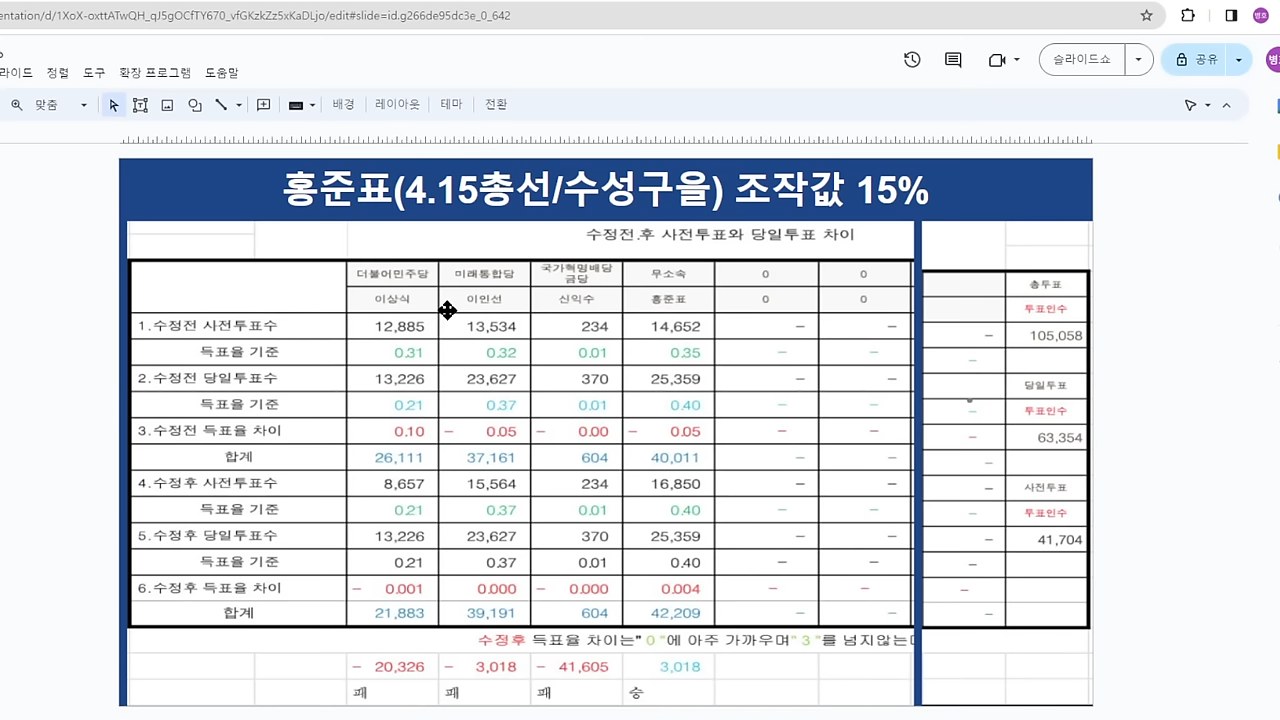 entation/d/1XoX-oxttATwQH_qJ5gOCfTY670_vfGKzkZz5xKaDLjo/edit#slide=id.g266de95dc3e_0_642
병호
라이드 정렬 도구 확장 프로그램 도움말
슬라이드쇼 공유
맞춤 배경 레이아웃 테마 전환
홍준표(4.15총선/수성구을) 조작값 15%
수정전.후 사전투표와 당일투표 차이
더불어민주당 미래통합당 국가혁명배당금당 무소속 0 0
이상식 이인선 신익수 홍준표 0 0
1.수정전 사전투표수 12,885 13,534 234 14,652 – –
득표율 기준 0.31 0.32 0.01 0.35 – –
2.수정전 당일투표수 13,226 23,627 370 25,359 – –
득표율 기준 0.21 0.37 0.01 0.40 – –
3.수정전 득표율 차이 0.10 – 0.05 – 0.00 – 0.05 – –
합계 26,111 37,161 604 40,011 – –
4.수정후 사전투표수 8,657 15,564 234 16,850 – –
득표율 기준 0.21 0.37 0.01 0.40 – –
5.수정후 당일투표수 13,226 23,627 370 25,359 – –
득표율 기준 0.21 0.37 0.01 0.40 – –
6.수정후 득표율 차이 – 0.001 0.000 – 0.000 0.004 – –
합계 21,883 39,191 604 42,209 – –
수정후 득표율 차이는" 0 "에 아주 가까우며" 3 "를 넘지않는
– 20,326 – 3,018 – 41,605 3,018
패 패 패 승
총투표
투표인수
– 105,058
–
당일투표
– 투표인수
– 63,354
–
– 사전투표
– 투표인수
– 41,704
–
–
–